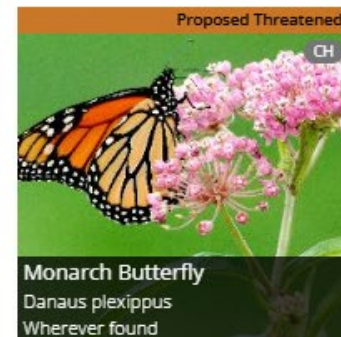 Proposed Threatened
CH
Monarch Butterfly
Danaus plexippus
Wherever found